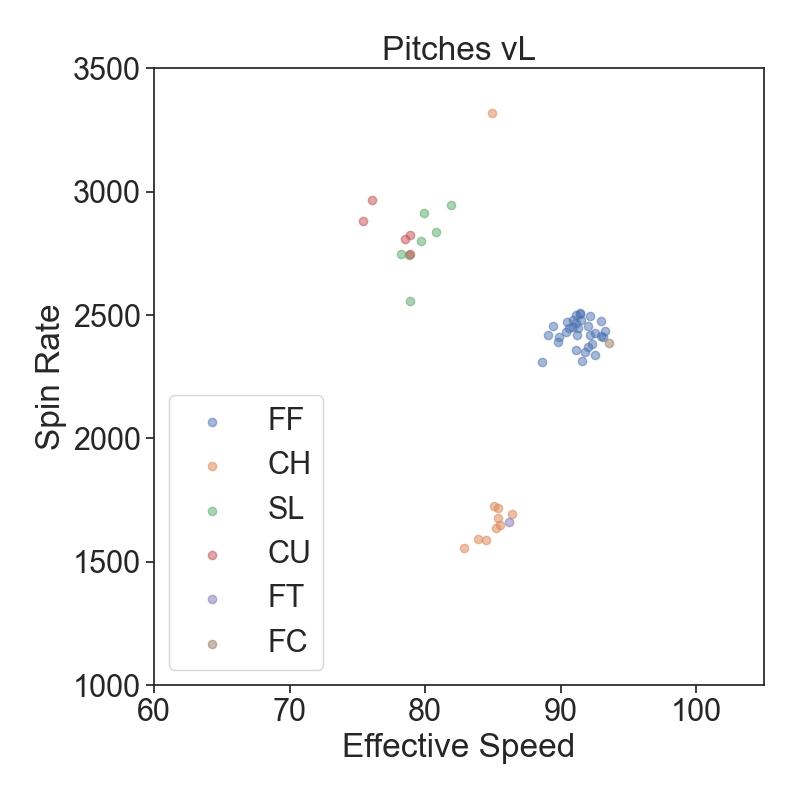 Pitches vL
3500
3000
2500
2000
1500
1000
Spin Rate
FF
CH
SL
CU
FT
FC
60 70 80 90 100
Effective Speed